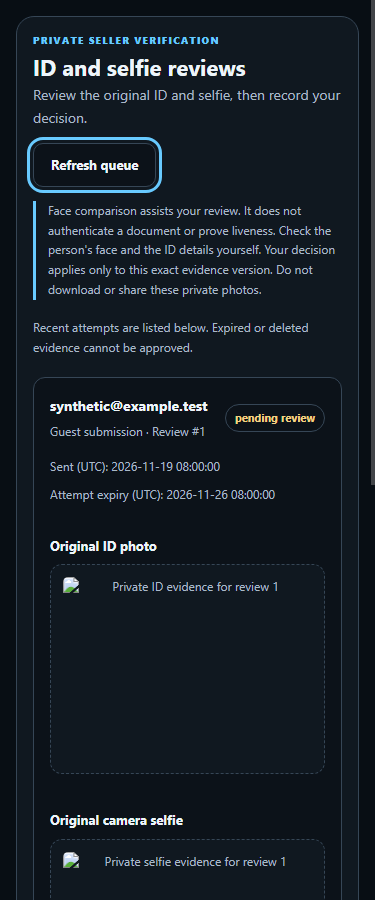 PRIVATE SELLER VERIFICATION
ID and selfie reviews
Review the original ID and selfie, then record your
decision.
Refresh queue
Face comparison assists your review. It does not
authenticate a document or prove liveness. Check the
person's face and the ID details yourself. Your decision
applies only to this exact evidence version. Do not
download or share these private photos.
Recent attempts are listed below. Expired or deleted
evidence cannot be approved.
synthetic@example.test
pending review
Guest submission · Review #1
Sent (UTC): 2026-11-19 08:00:00
Attempt expiry (UTC): 2026-11-26 08:00:00
Original ID photo
Private ID evidence for review 1
Original camera selfie
Private selfie evidence for review 1